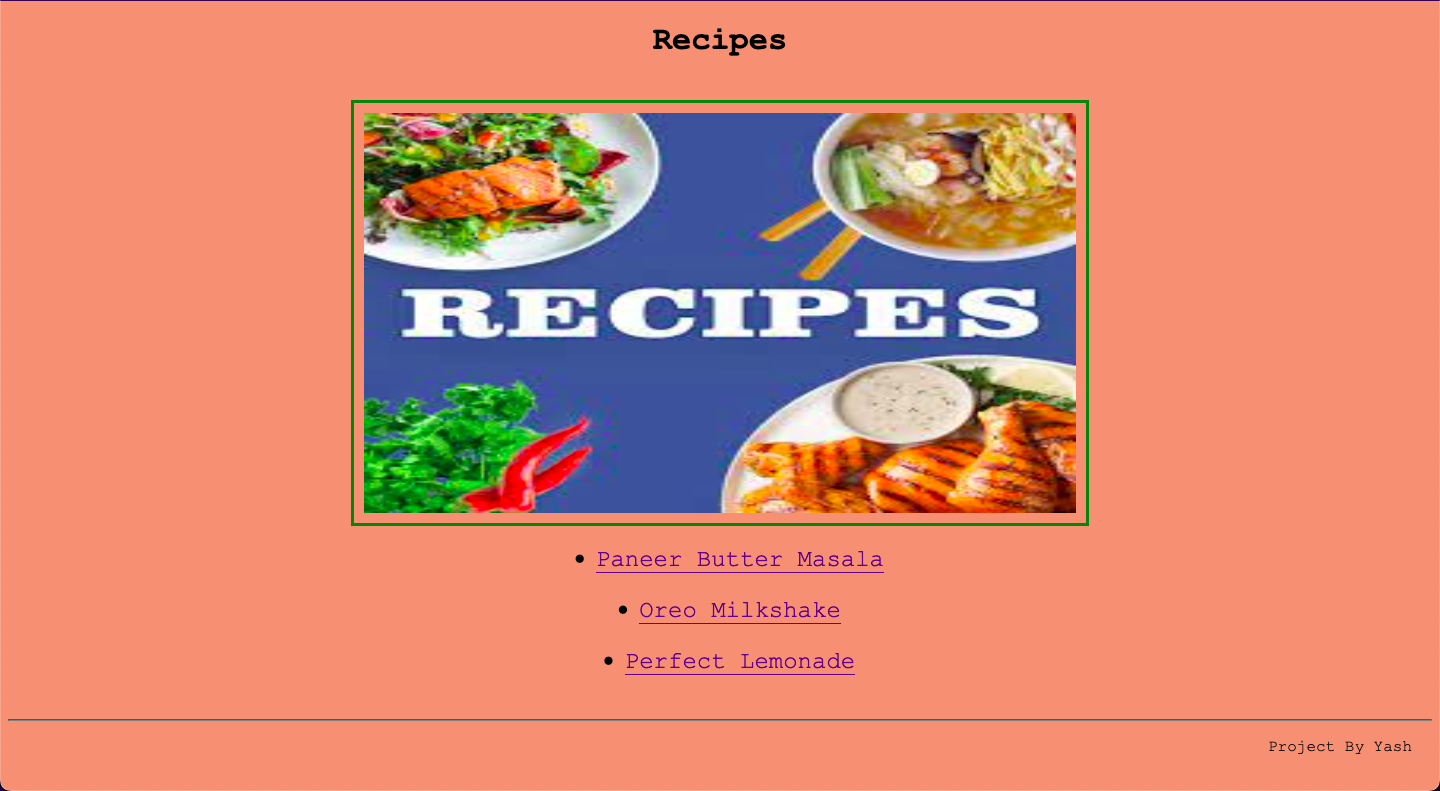 Recipes
RECIPES
Paneer Butter Masala
Oreo Milkshake
Perfect Lemonade
Project By Yash